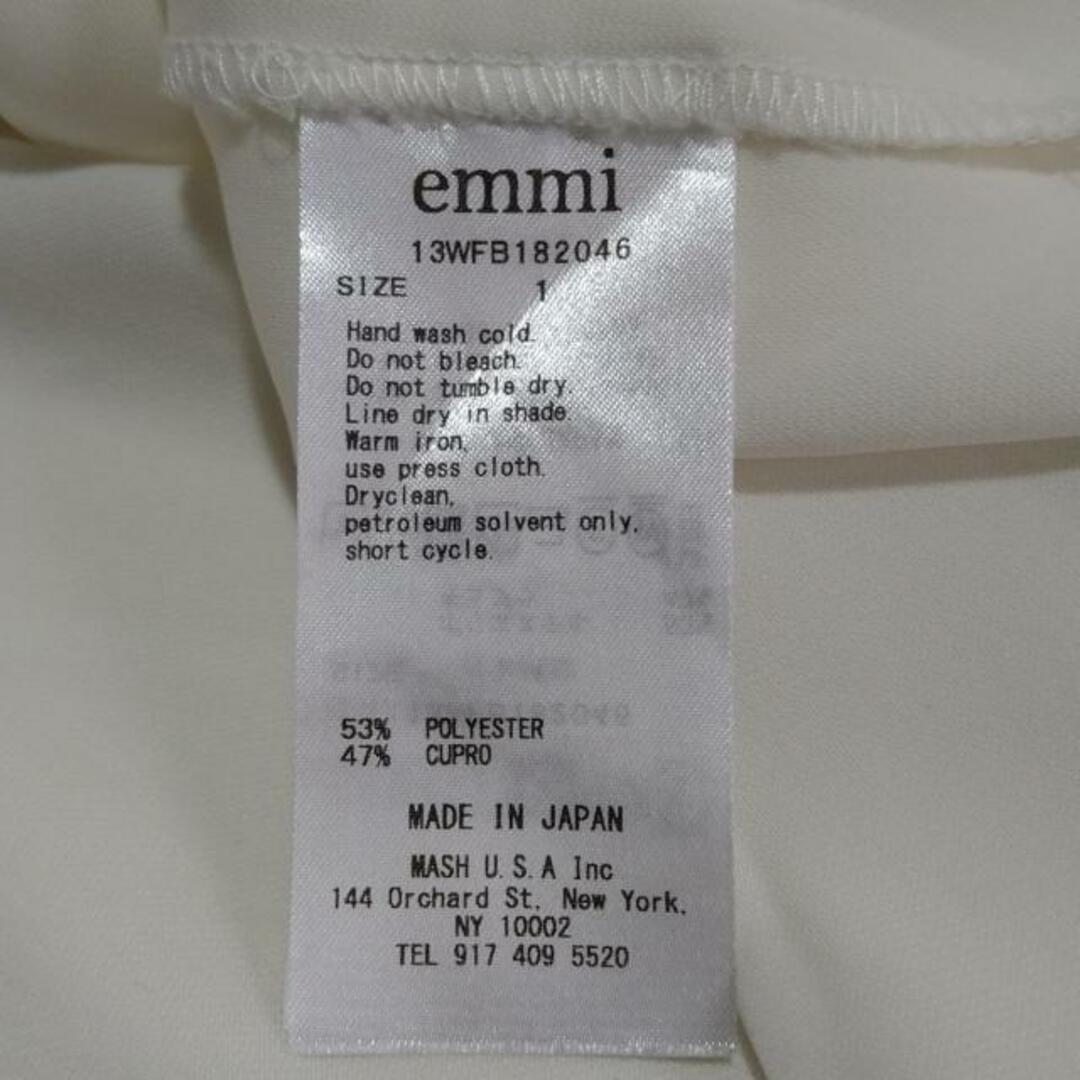 emmi
13WFB182046
SIZE 1
Hand wash cold.
Do not bleach.
Do not tumble dry.
Line dry in shade.
Warm iron,
use press cloth.
Dryclean,
petroleum solvent only,
short cycle.
53% POLYESTER
47% CUPRO
MADE IN JAPAN
MASH U.S.A Inc
144 Orchard St. New York,
NY 10002
TEL 917 409 5520